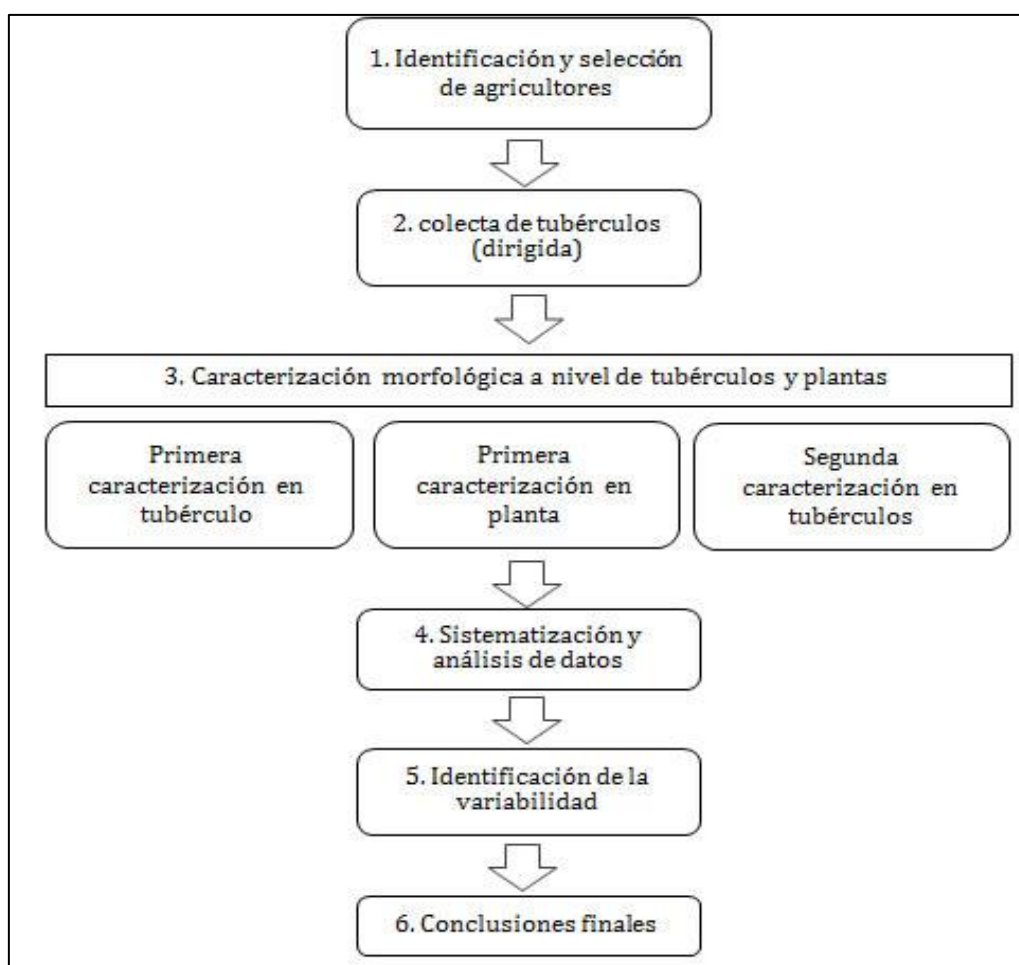 1. Identificación y selección
de agricultores
2. colecta de tubérculos
(dirigida)
3. Caracterización morfológica a nivel de tubérculos y plantas
Primera
caracterización en
tubérculo
Primera
caracterización en
planta
Segunda
caracterización en
tubérculos
4. Sistematización y
análisis de datos
5. Identificación de la
variabilidad
6. Conclusiones finales